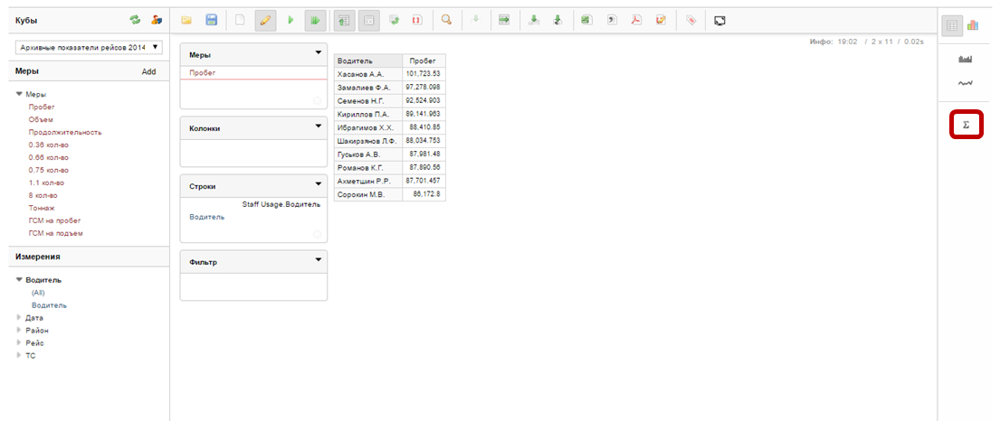 Кубы
Инфо: 19:02 / 2 x 11 / 0.02s
Архивные показатели рейсов 2014
Меры Add
Меры
Пробег
Объем
Продолжительность
0.36 кол-во
0.66 кол-во
0.75 кол-во
1.1 кол-во
8 кол-во
Тоннаж
ГСМ на пробег
ГСМ на подъем
Измерения
Водитель
(All)
Водитель
Дата
Район
Рейс
ТС
Меры
Пробег
Колонки
Строки
Staff Usage.Водитель
Водитель
Фильтр
Водитель Пробег
Хасанов А.А. 101,723.53
Замалиев Ф.А. 97,278.098
Семенов Н.Г. 92,524.903
Кириллов П.А. 89,141.963
Ибрагимов Х.Х. 88,410.85
Шакирзянов Л.Ф. 88,034.753
Гуськов А.В. 87,981.48
Романов К.Г. 87,890.56
Ахметшин Р.Р. 87,701.457
Сорокин М.В. 86,172.8
Σ